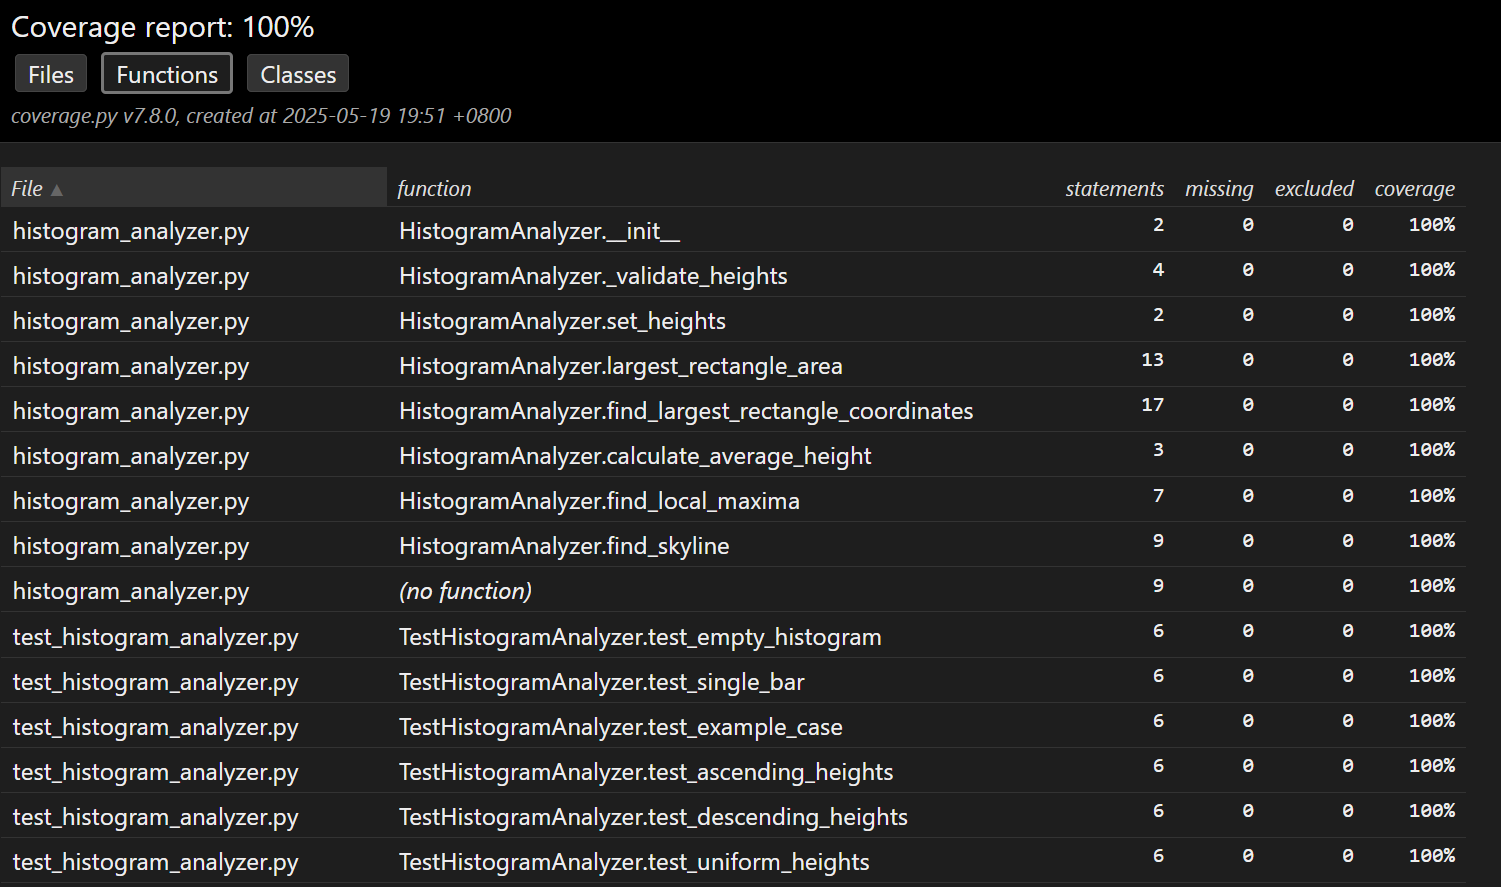 Coverage report: 100%
Files Functions Classes
coverage.py v7.8.0, created at 2025-05-19 19:51 +0800
File ▲ function statements missing excluded coverage
histogram_analyzer.py HistogramAnalyzer.__init__ 2 0 0 100%
histogram_analyzer.py HistogramAnalyzer._validate_heights 4 0 0 100%
histogram_analyzer.py HistogramAnalyzer.set_heights 2 0 0 100%
histogram_analyzer.py HistogramAnalyzer.largest_rectangle_area 13 0 0 100%
histogram_analyzer.py HistogramAnalyzer.find_largest_rectangle_coordinates 17 0 0 100%
histogram_analyzer.py HistogramAnalyzer.calculate_average_height 3 0 0 100%
histogram_analyzer.py HistogramAnalyzer.find_local_maxima 7 0 0 100%
histogram_analyzer.py HistogramAnalyzer.find_skyline 9 0 0 100%
histogram_analyzer.py (no function) 9 0 0 100%
test_histogram_analyzer.py TestHistogramAnalyzer.test_empty_histogram 6 0 0 100%
test_histogram_analyzer.py TestHistogramAnalyzer.test_single_bar 6 0 0 100%
test_histogram_analyzer.py TestHistogramAnalyzer.test_example_case 6 0 0 100%
test_histogram_analyzer.py TestHistogramAnalyzer.test_ascending_heights 6 0 0 100%
test_histogram_analyzer.py TestHistogramAnalyzer.test_descending_heights 6 0 0 100%
test_histogram_analyzer.py TestHistogramAnalyzer.test_uniform_heights 6 0 0 100%